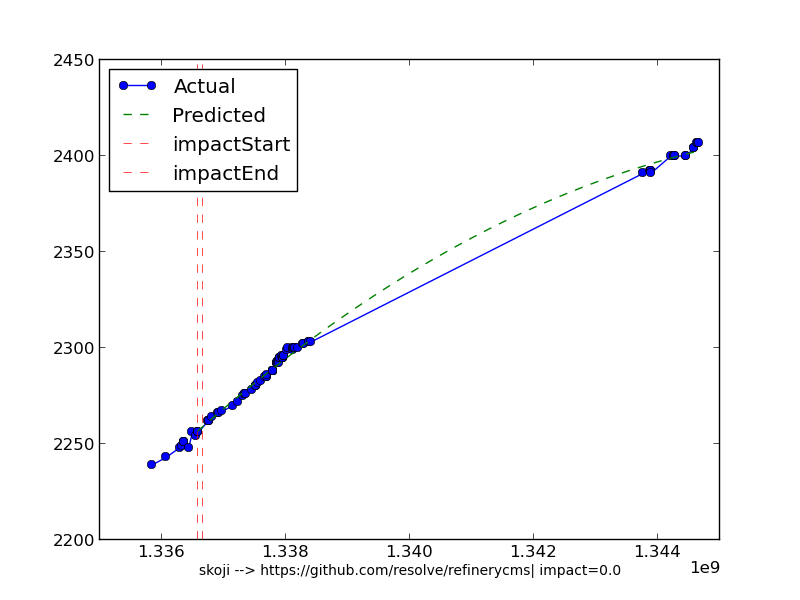 2450
2400
2350
2300
2250
2200
Actual
Predicted
impactStart
impactEnd
1.336 1.338 1.340 1.342 1.344
1e9
skoji --> https://github.com/resolve/refinerycms| impact=0.0